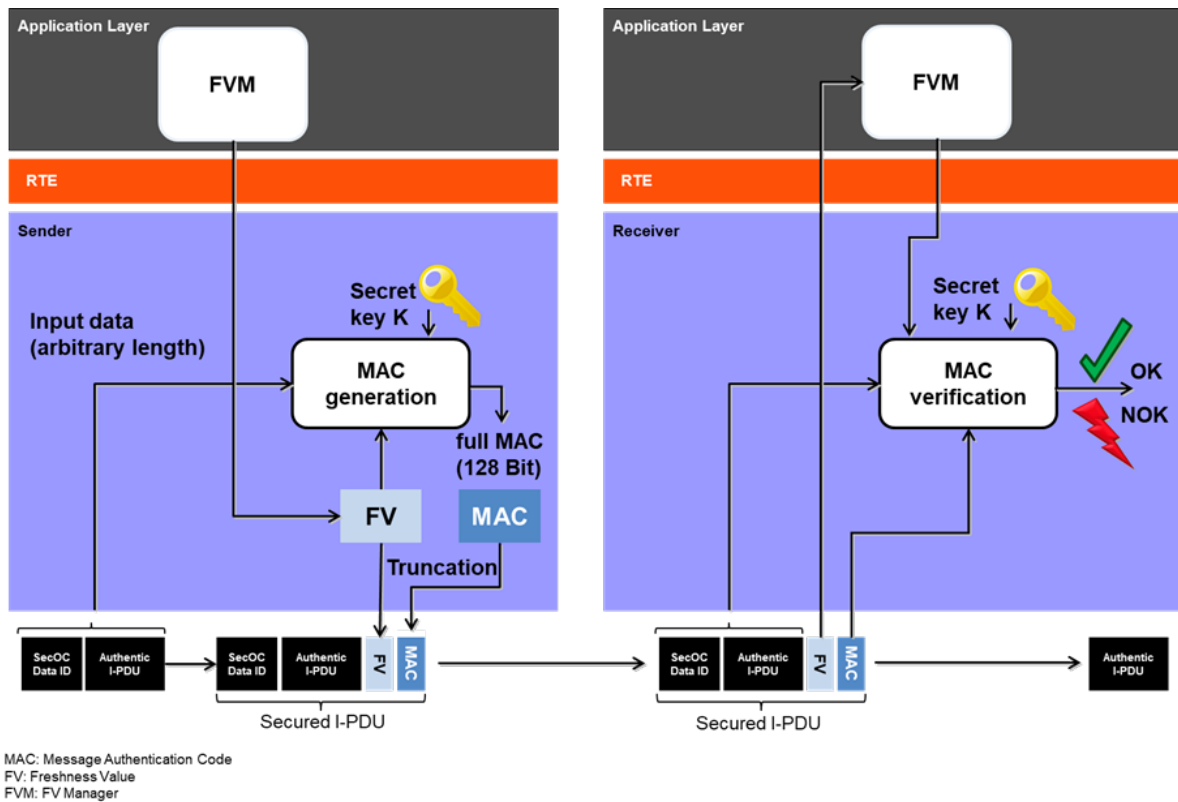 Application Layer
FVM
RTE
Sender
Secret
key K
Input data
(arbitrary length)
MAC
generation
full MAC
(128 Bit)
FV
MAC
Truncation
SecOC
Data ID
Authentic
I-PDU
SecOC
Data ID
Authentic
I-PDU
FV
MAC
Secured I-PDU
Application Layer
FVM
RTE
Receiver
Secret
key K
MAC
verification
OK
NOK
SecOC
Data ID
Authentic
I-PDU
FV
MAC
Secured I-PDU
Authentic
I-PDU
MAC: Message Authentication Code
FV: Freshness Value
FVM: FV Manager